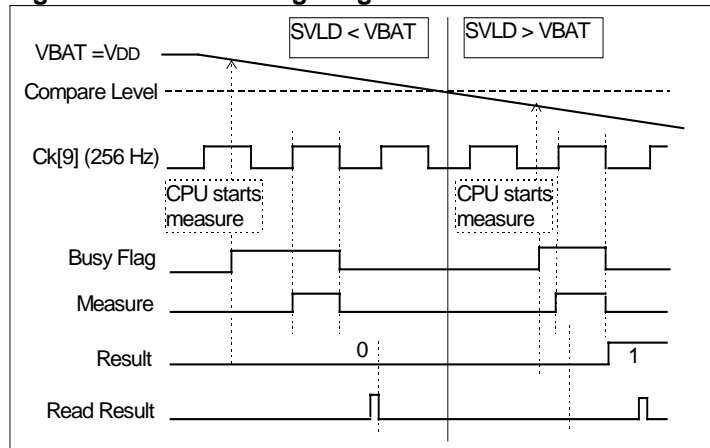 SVLD < VBAT
SVLD > VBAT
VBAT =VDD
Compare Level
Ck[9] (256 Hz)
CPU starts
measure
CPU starts
measure
Busy Flag
Measure
Result
0
1
Read Result